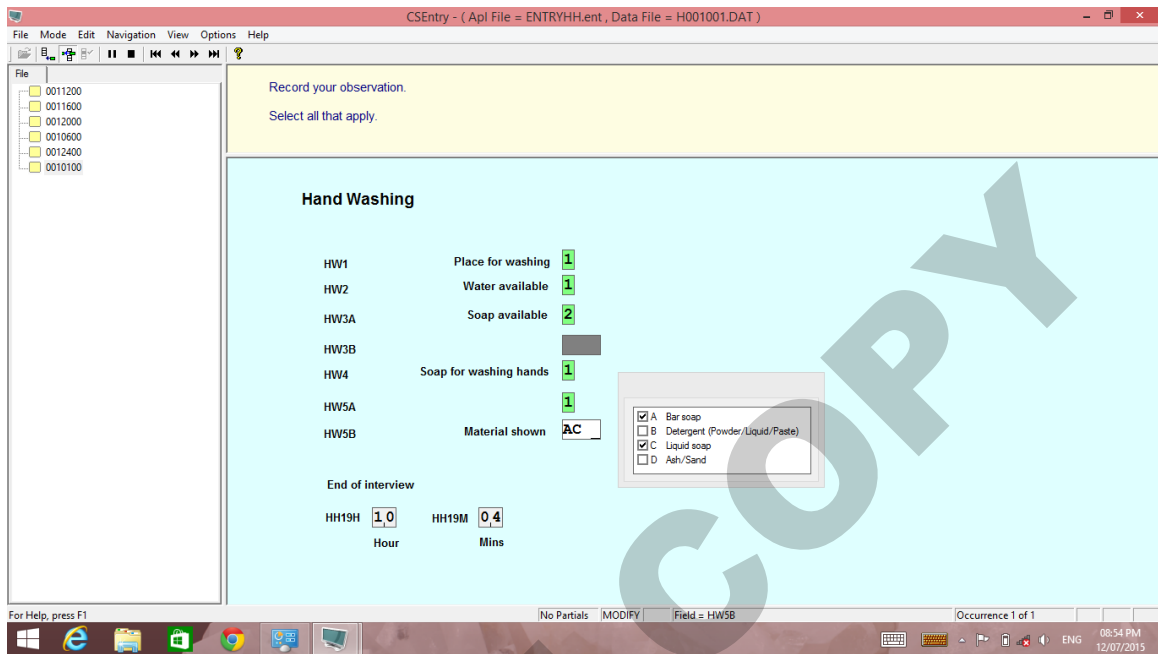 CSEntry - ( Apl File = ENTRYHH.ent , Data File = H001001.DAT )
File Mode Edit Navigation View Options Help
File
0011200
0011600
0012000
0010600
0012400
0010100
Record your observation.
Select all that apply.
Hand Washing
HW1 Place for washing 1
HW2 Water available 1
HW3A Soap available 2
HW3B
HW4 Soap for washing hands 1
HW5A 1
HW5B Material shown AC _
A Bar soap
B Detergent (Powder/Liquid/Paste)
C Liquid soap
D Ash/Sand
End of interview
HH19H 10 HH19M 04
Hour Mins
COPY
For Help, press F1 No Partials MODIFY Field = HW5B Occurrence 1 of 1
ENG 08:54 PM
12/07/2015